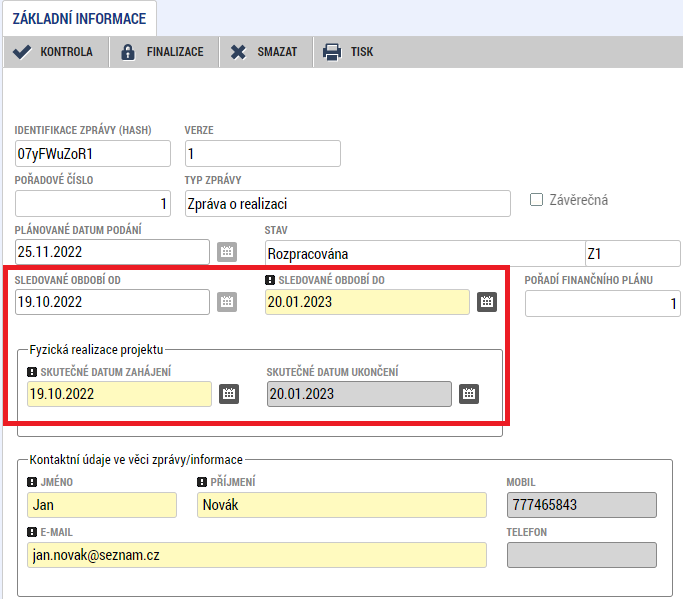 ZÁKLADNÍ INFORMACE
KONTROLA FINALIZACE SMAZAT TISK
IDENTIFIKACE ZPRÁVY (HASH) VERZE
07yFWuZoR1 1
POŘADOVÉ ČÍSLO TYP ZPRÁVY
1 Zpráva o realizaci Závěrečná
PLÁNOVANÉ DATUM PODÁNÍ STAV
25.11.2022 Rozpracována Z1
SLEDOVANÉ OBDOBÍ OD SLEDOVANÉ OBDOBÍ DO POŘADÍ FINANČNÍHO PLÁNU
19.10.2022 20.01.2023 1
Fyzická realizace projektu
SKUTEČNÉ DATUM ZAHÁJENÍ SKUTEČNÉ DATUM UKONČENÍ
19.10.2022 20.01.2023
Kontaktní údaje ve věci zprávy/informace
JMÉNO PŘÍJMENÍ MOBIL
Jan Novák 777465843
E-MAIL TELEFON
jan.novak@seznam.cz